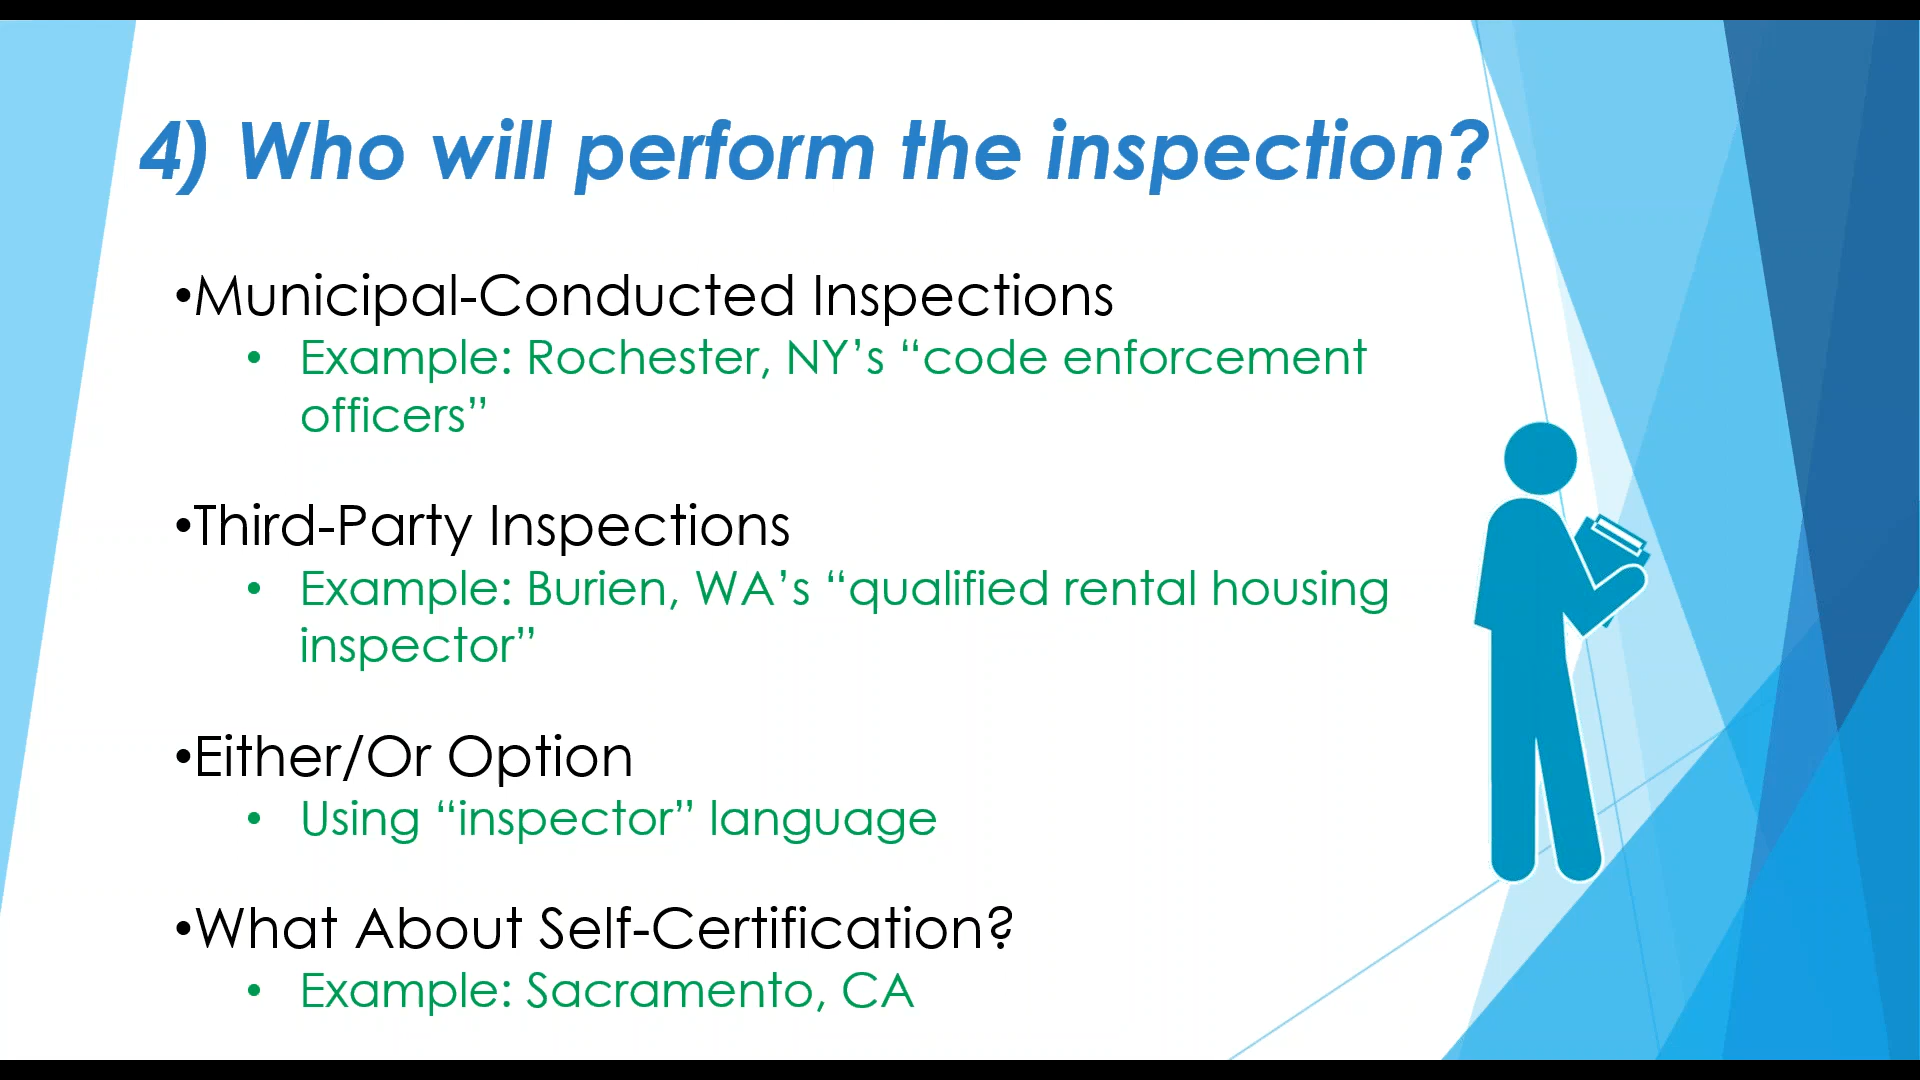 4) Who will perform the inspection?
•Municipal-Conducted Inspections
• Example: Rochester, NY’s “code enforcement
officers”
•Third-Party Inspections
• Example: Burien, WA’s “qualified rental housing
inspector”
•Either/Or Option
• Using “inspector” language
•What About Self-Certification?
• Example: Sacramento, CA